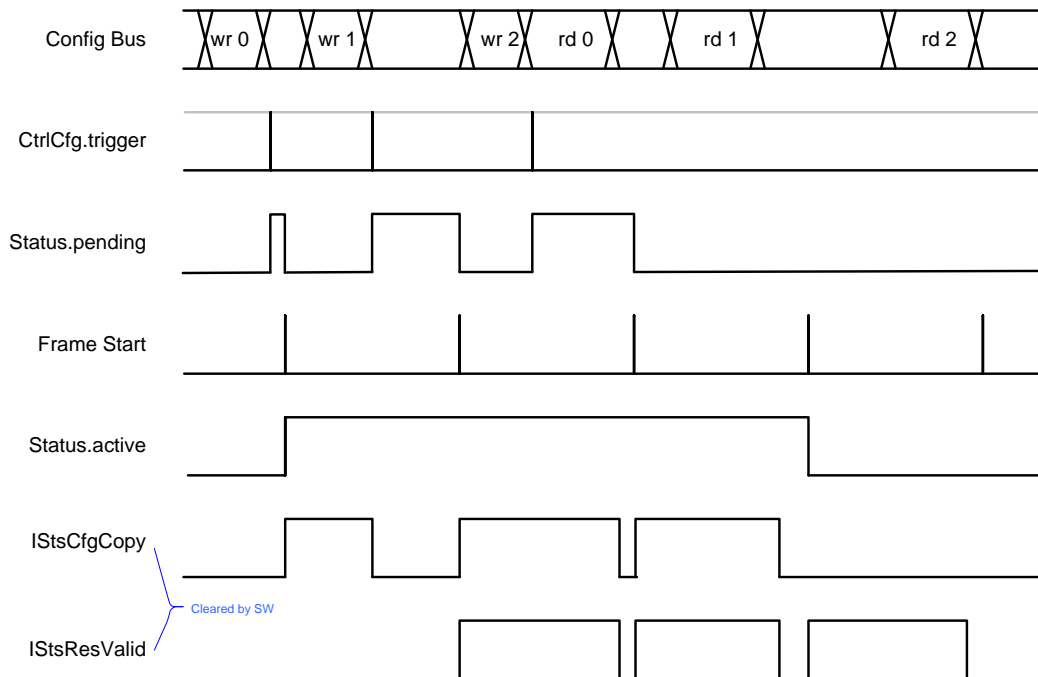 Config Bus wr 0 wr 1 wr 2 rd 0 rd 1 rd 2
CtrlCfg.trigger
Status.pending
Frame Start
Status.active
IStsCfgCopy
Cleared by SW
IStsResValid